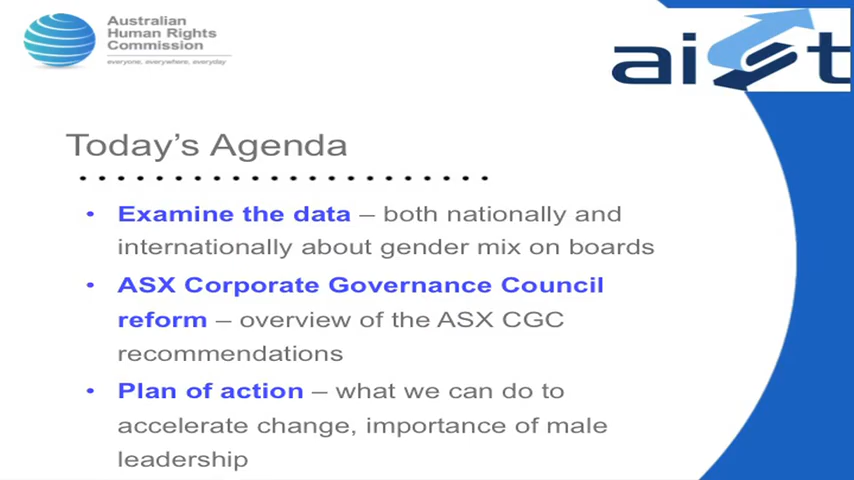 Australian
Human Rights
Commission
everyone, everywhere, everyday
aist
Today's Agenda
• Examine the data – both nationally and
internationally about gender mix on boards
• ASX Corporate Governance Council
reform – overview of the ASX CGC
recommendations
• Plan of action – what we can do to
accelerate change, importance of male
leadership